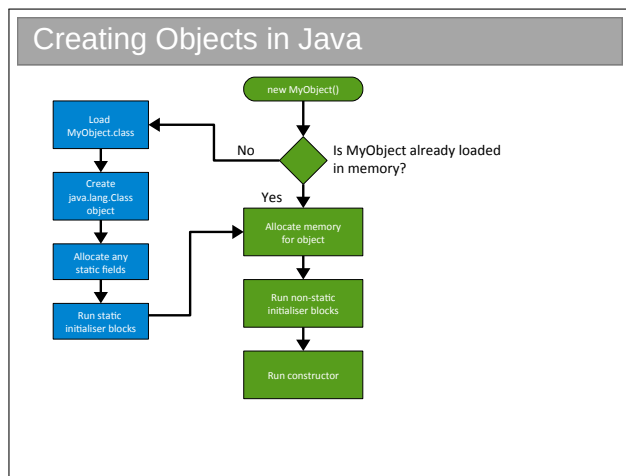 Creating Objects in Java
new MyObject()
Load
MyObject.class
No
Is MyObject already loaded
in memory?
Create
java.lang.Class
object
Yes
Allocate memory
for object
Allocate any
static fields
Run static
initialiser blocks
Run non-static
initialiser blocks
Run constructor